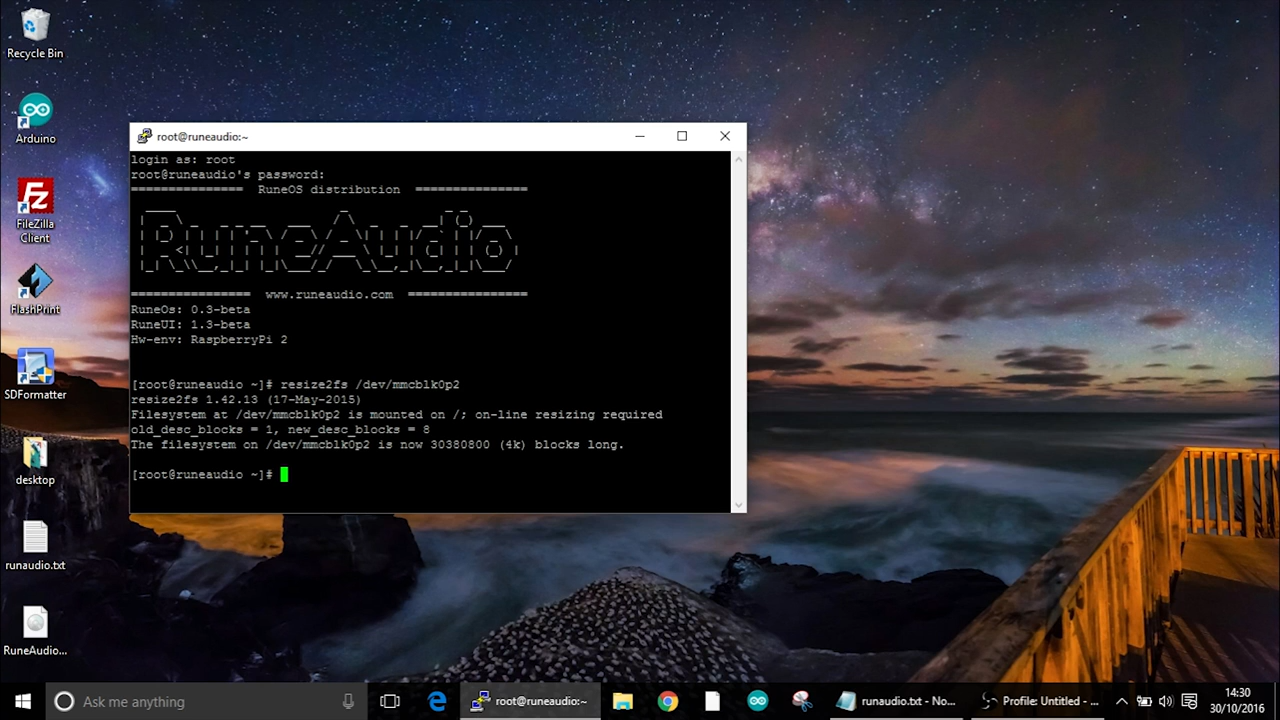 Recycle Bin
Arduino
FileZilla
Client
FlashPrint
SDFormatter
desktop
runaudio.txt
RuneAudio...
root@runeaudio:~
login as: root
root@runeaudio's password:
=============== RuneOS distribution ===============
RuneAudio
================ www.runeaudio.com ================
RuneOs: 0.3-beta
RuneUI: 1.3-beta
Hw-env: RaspberryPi 2
[root@runeaudio ~]# resize2fs /dev/mmcblk0p2
resize2fs 1.42.13 (17-May-2015)
Filesystem at /dev/mmcblk0p2 is mounted on /; on-line resizing required
old_desc_blocks = 1, new_desc_blocks = 8
The filesystem on /dev/mmcblk0p2 is now 30380800 (4k) blocks long.
[root@runeaudio ~]#
Ask me anything
root@runeaudio:~
runaudio.txt - No...
Profile: Untitled - ...
14:30
30/10/2016